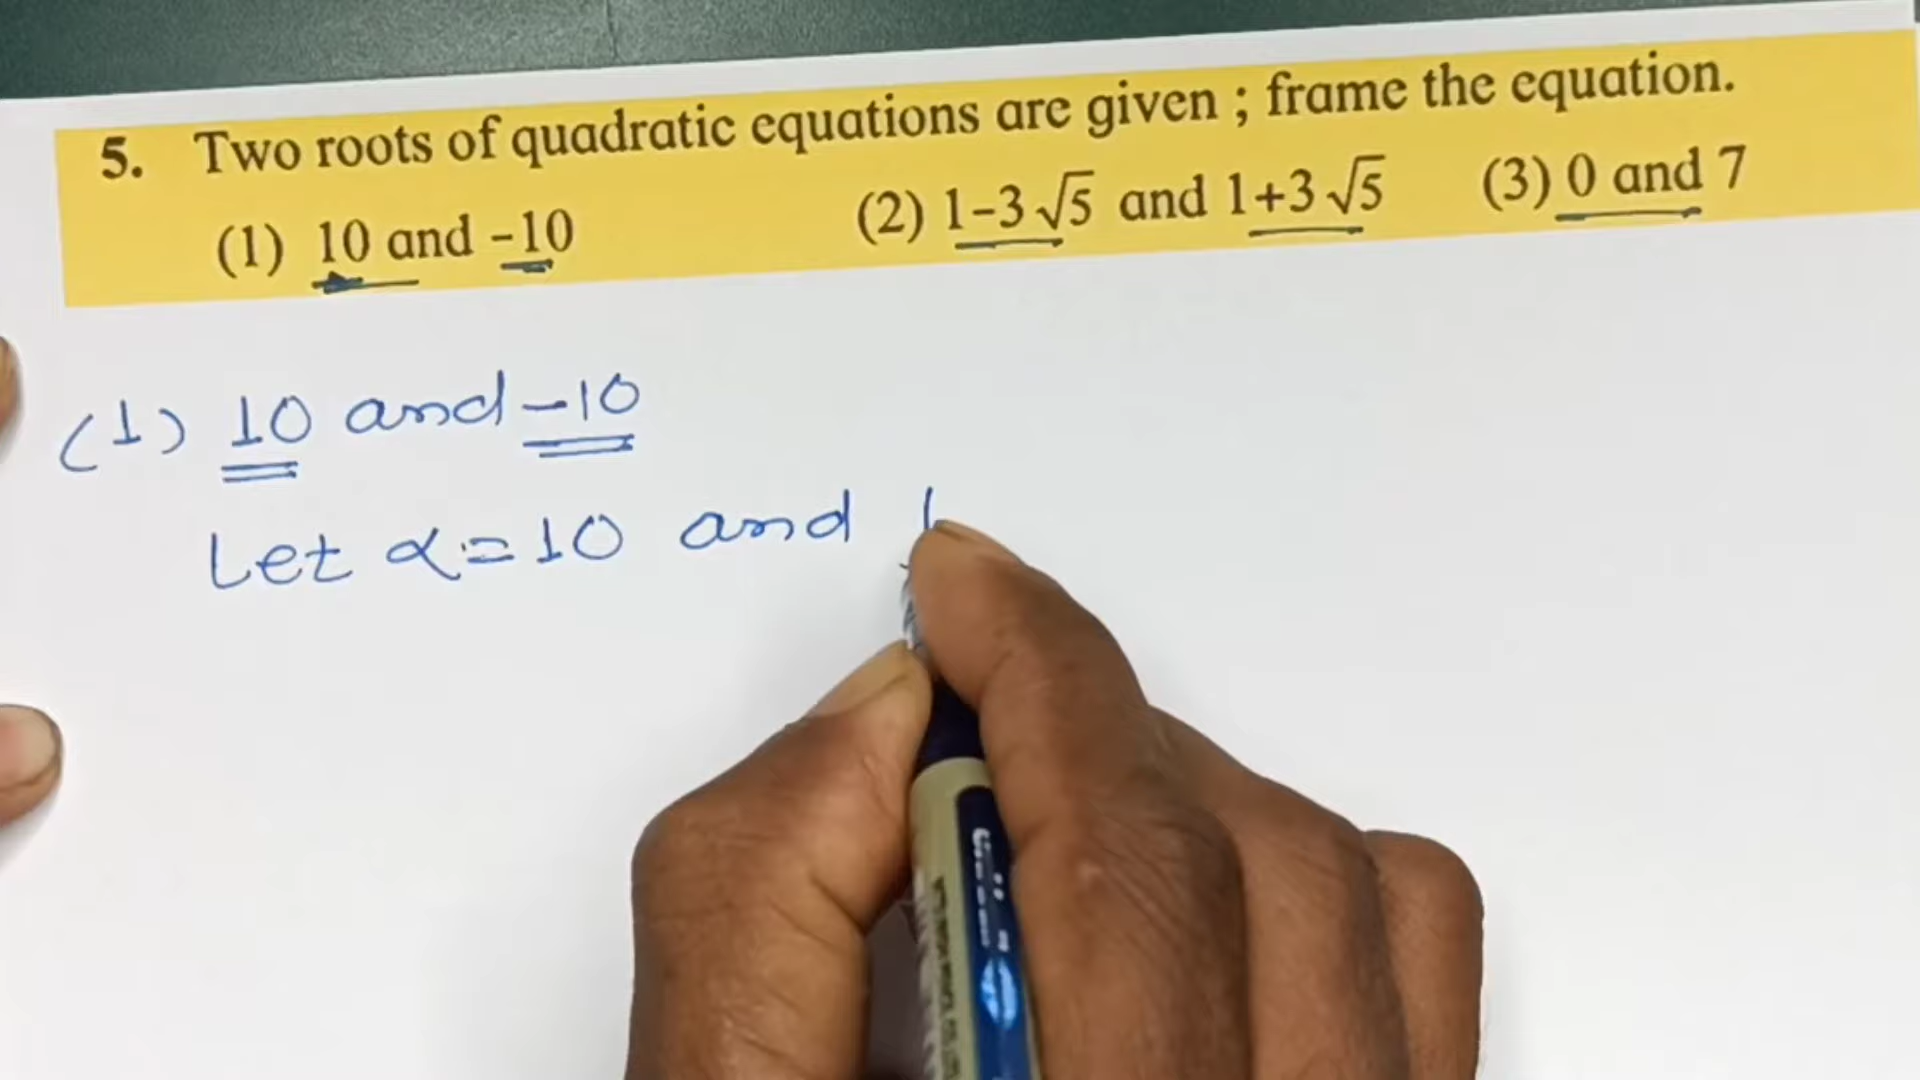 5. Two roots of quadratic equations are given ; frame the equation.
(1) 10 and -10 (2) 1-3√5 and 1+3√5 (3) 0 and 7
(1) 10 and -10
Let α=10 and